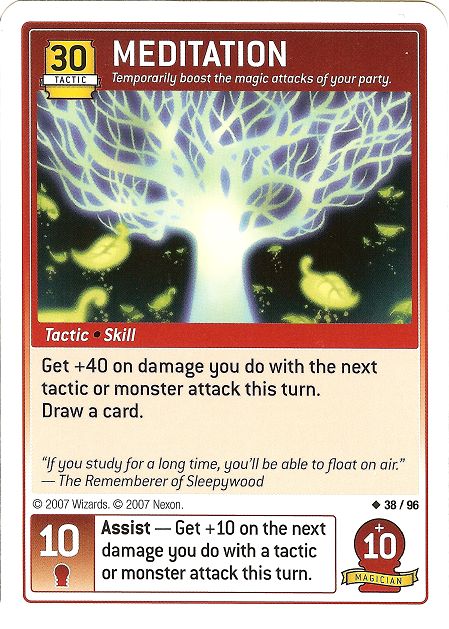 30
TACTIC
MEDITATION
Temporarily boost the magic attacks of your party.
Tactic • Skill
Get +40 on damage you do with the next
tactic or monster attack this turn.
Draw a card.
“If you study for a long time, you’ll be able to float on air.”
— The Rememberer of Sleepywood
© 2007 Wizards. © 2007 Nexon.
◆ 38 / 96
10
Assist — Get +10 on the next
damage you do with a tactic
or monster attack this turn.
+
10
MAGICIAN